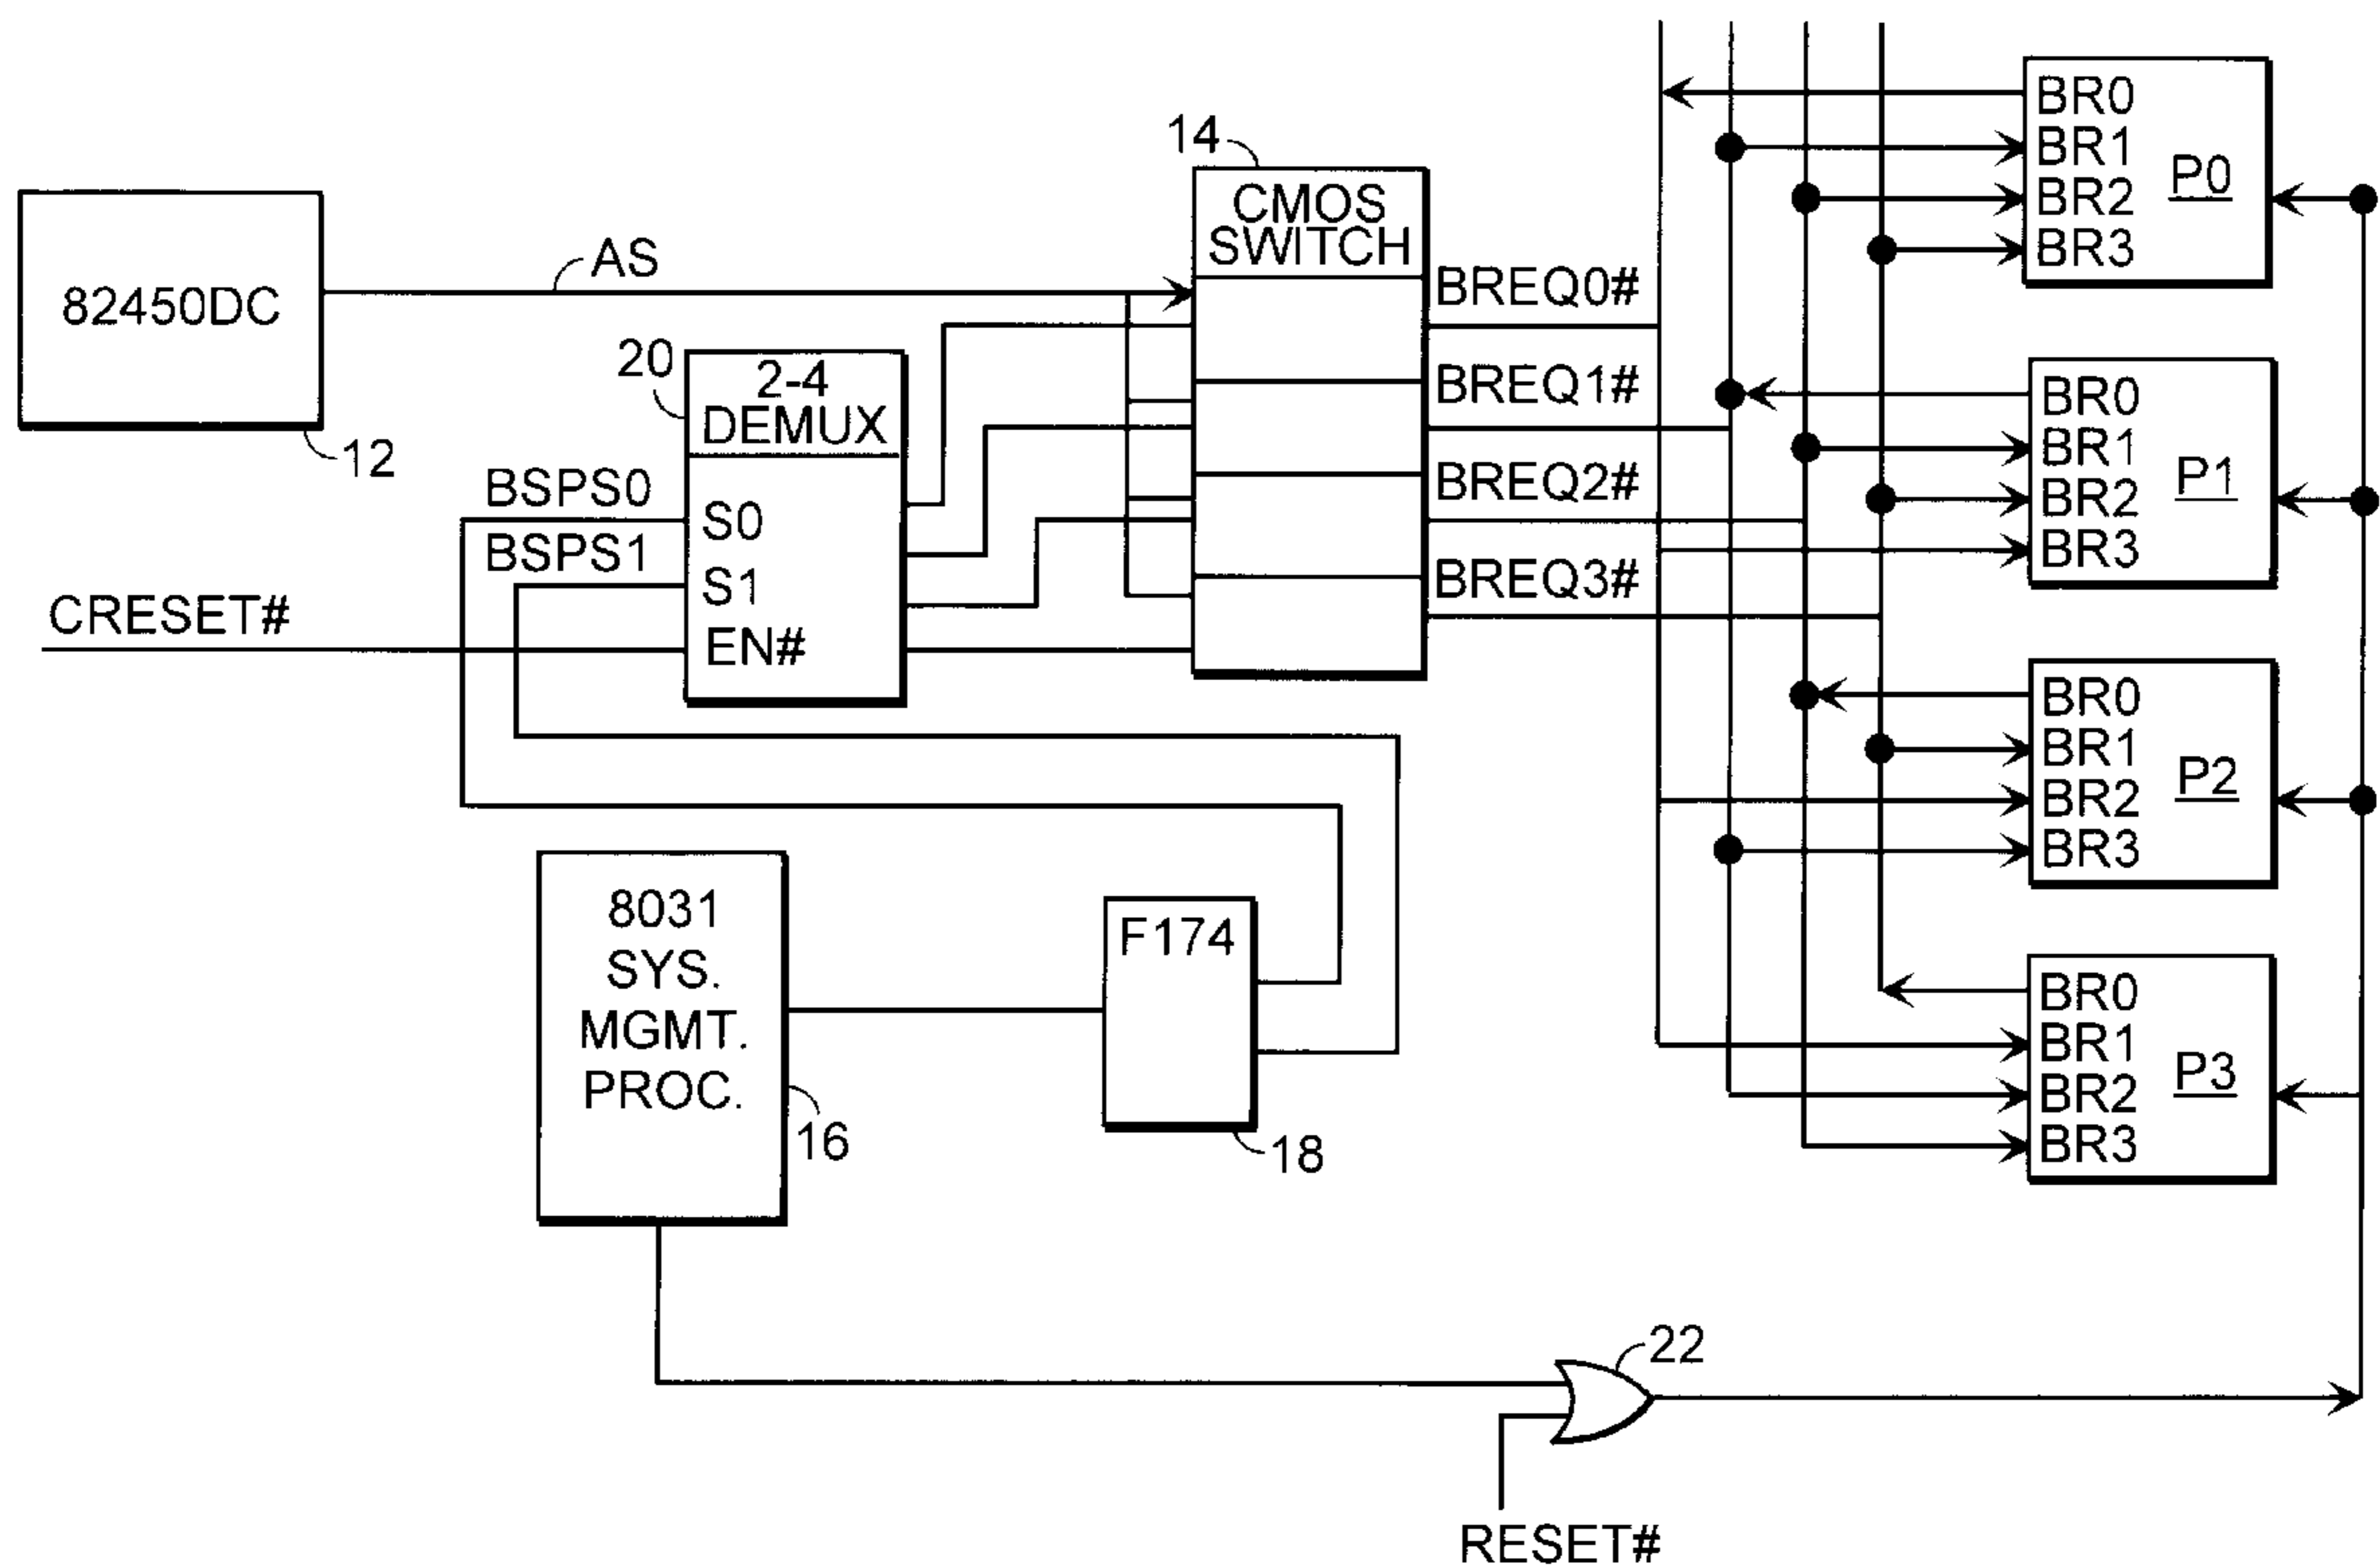 82450DC
12
AS
14
CMOS
SWITCH
20
2-4
DEMUX
S0
S1
EN#
BSPS0
BSPS1
CRESET#
BREQ0#
BREQ1#
BREQ2#
BREQ3#
BR0
BR1
BR2
BR3
P0
BR0
BR1
BR2
BR3
P1
BR0
BR1
BR2
BR3
P2
BR0
BR1
BR2
BR3
P3
8031
SYS.
MGMT.
PROC.
16
F174
18
22
RESET#